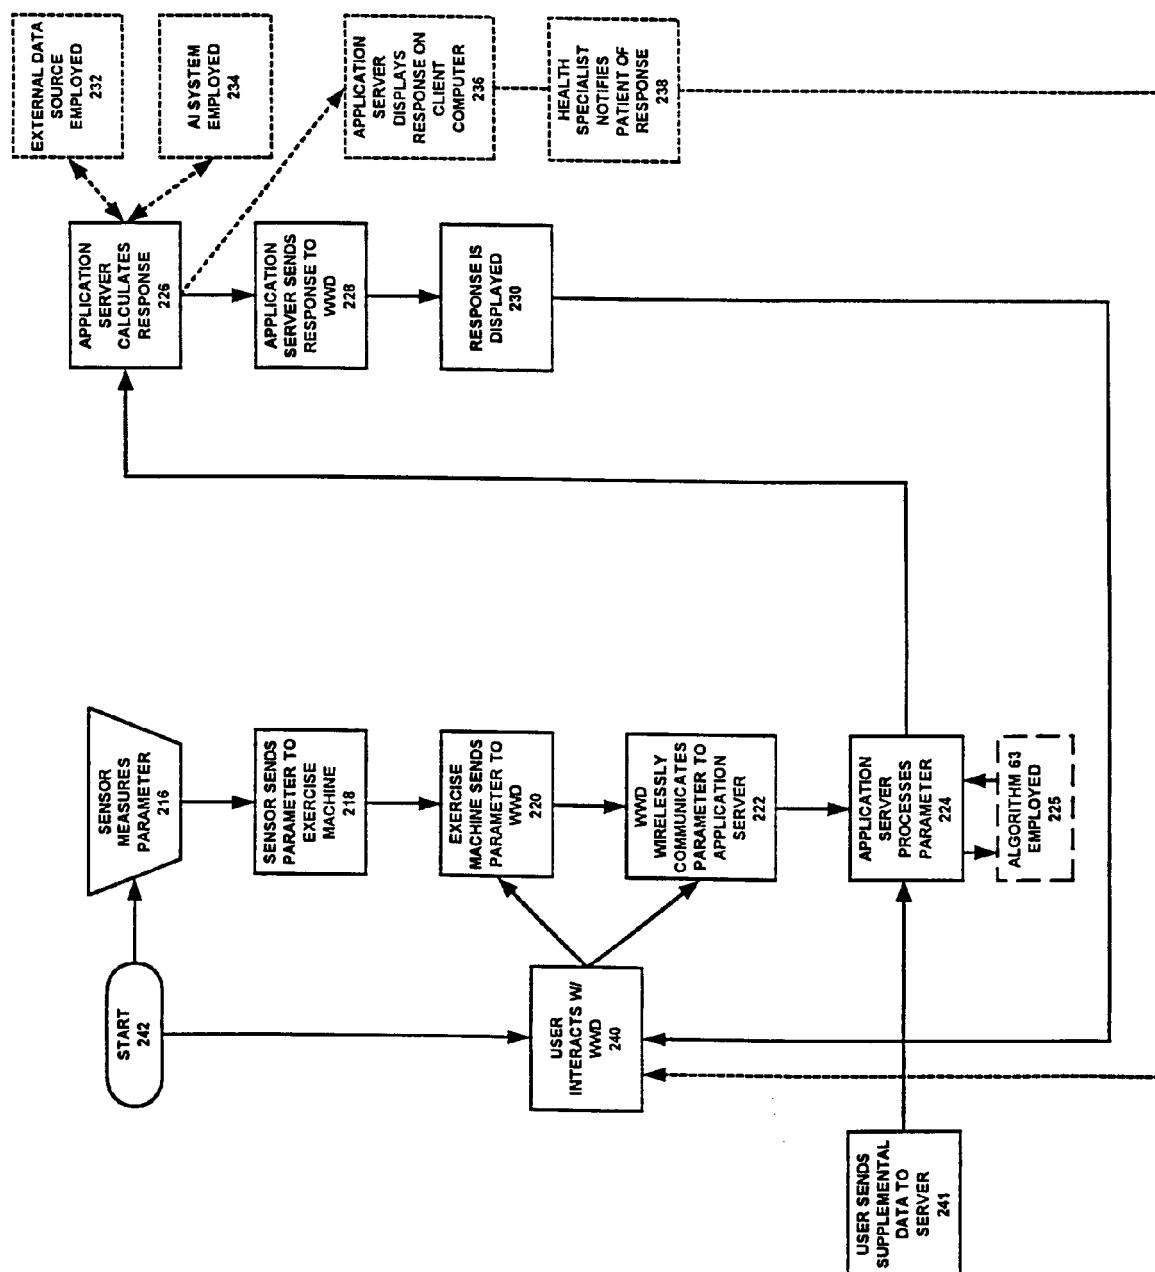 START
242
SENSOR
MEASURES
PARAMETER
216
SENSOR SENDS
PARAMETER TO
EXERCISE
MACHINE
218
EXERCISE
MACHINE SENDS
PARAMETER TO
WWD
220
WWD
WIRELESSLY
COMMUNICATES
PARAMETER TO
APPLICATION
SERVER
222
APPLICATION
SERVER
PROCESSES
PARAMETER
224
ALGORITHM 63
EMPLOYED
225
USER
INTERACTS W/
WWD
240
USER SENDS
SUPPLEMENTAL
DATA TO
SERVER
241
APPLICATION
SERVER
CALCULATES
RESPONSE
226
APPLICATION
SERVER SENDS
RESPONSE TO
WWD
228
RESPONSE IS
DISPLAYED
230
EXTERNAL DATA
SOURCE
EMPLOYED
232
AI SYSTEM
EMPLOYED
234
APPLICATION
SERVER
DISPLAYS
RESPONSE ON
CLIENT
COMPUTER
236
HEALTH
SPECIALIST
NOTIFIES
PATIENT OF
RESPONSE
238